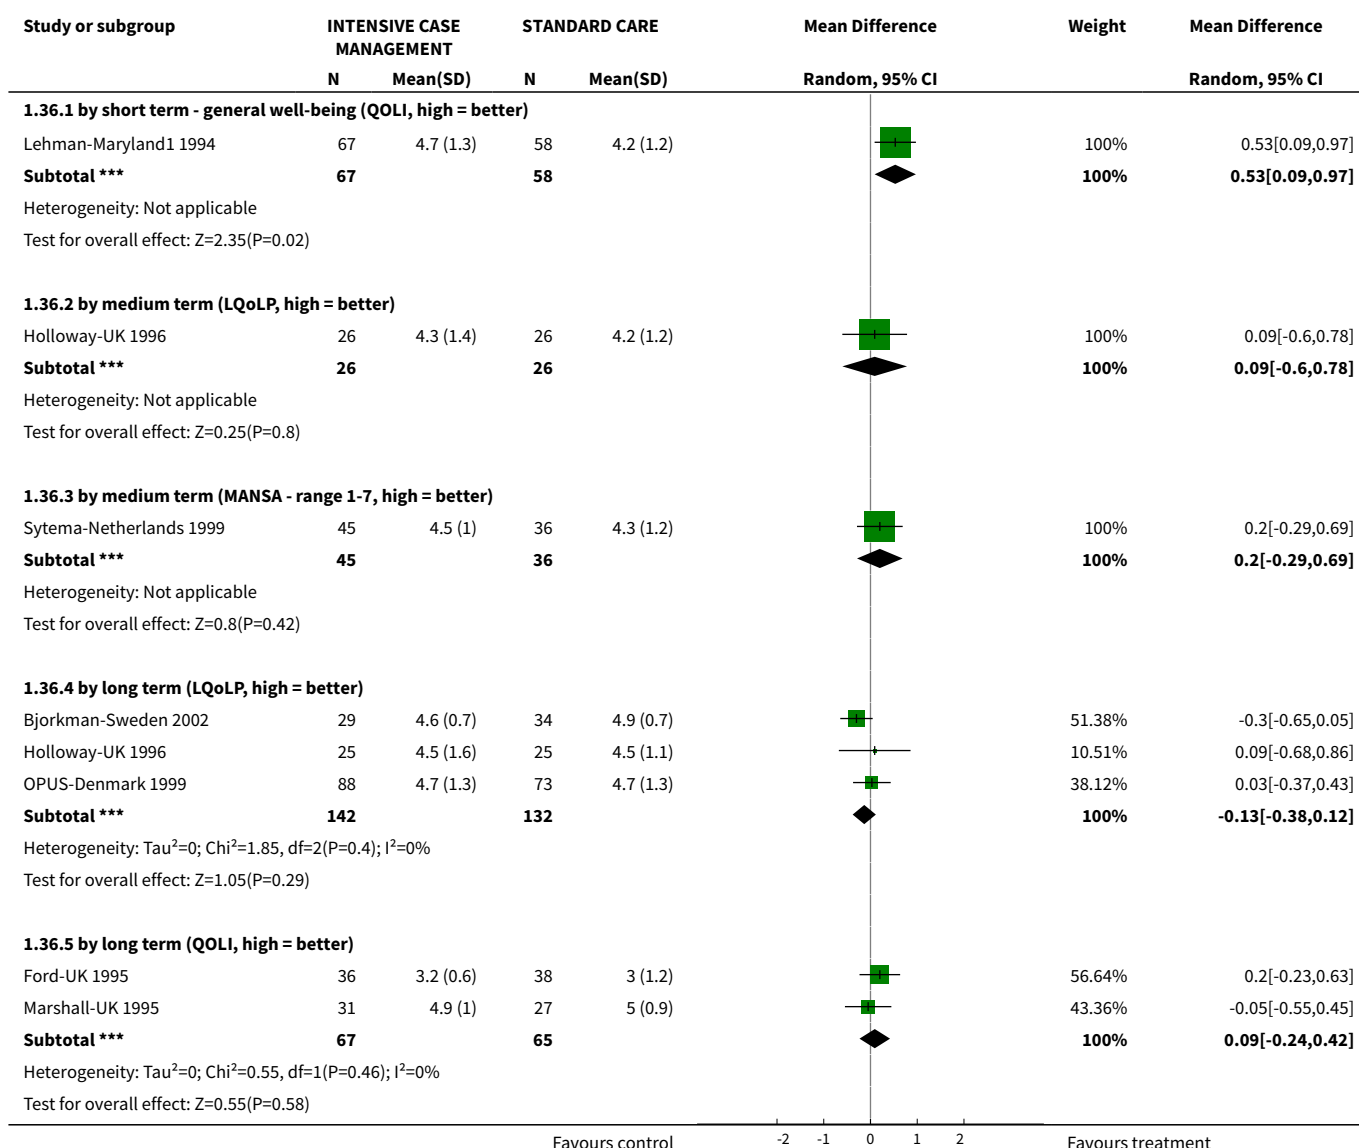 Study or subgroup INTENSIVE CASE MANAGEMENT STANDARD CARE Mean Difference Weight Mean Difference
N Mean(SD) N Mean(SD) Random, 95% CI Random, 95% CI
1.36.1 by short term - general well-being (QOLI, high = better)
Lehman-Maryland1 1994 67 4.7 (1.3) 58 4.2 (1.2) 100% 0.53[0.09,0.97]
Subtotal *** 67 58 100% 0.53[0.09,0.97]
Heterogeneity: Not applicable
Test for overall effect: Z=2.35(P=0.02)
1.36.2 by medium term (LQoLP, high = better)
Holloway-UK 1996 26 4.3 (1.4) 26 4.2 (1.2) 100% 0.09[-0.6,0.78]
Subtotal *** 26 26 100% 0.09[-0.6,0.78]
Heterogeneity: Not applicable
Test for overall effect: Z=0.25(P=0.8)
1.36.3 by medium term (MANSA - range 1-7, high = better)
Sytema-Netherlands 1999 45 4.5 (1) 36 4.3 (1.2) 100% 0.2[-0.29,0.69]
Subtotal *** 45 36 100% 0.2[-0.29,0.69]
Heterogeneity: Not applicable
Test for overall effect: Z=0.8(P=0.42)
1.36.4 by long term (LQoLP, high = better)
Bjorkman-Sweden 2002 29 4.6 (0.7) 34 4.9 (0.7) 51.38% -0.3[-0.65,0.05]
Holloway-UK 1996 25 4.5 (1.6) 25 4.5 (1.1) 10.51% 0.09[-0.68,0.86]
OPUS-Denmark 1999 88 4.7 (1.3) 73 4.7 (1.3) 38.12% 0.03[-0.37,0.43]
Subtotal *** 142 132 100% -0.13[-0.38,0.12]
Heterogeneity: Tau²=0; Chi²=1.85, df=2(P=0.4); I²=0%
Test for overall effect: Z=1.05(P=0.29)
1.36.5 by long term (QOLI, high = better)
Ford-UK 1995 36 3.2 (0.6) 38 3 (1.2) 56.64% 0.2[-0.23,0.63]
Marshall-UK 1995 31 4.9 (1) 27 5 (0.9) 43.36% -0.05[-0.55,0.45]
Subtotal *** 67 65 100% 0.09[-0.24,0.42]
Heterogeneity: Tau²=0; Chi²=0.55, df=1(P=0.46); I²=0%
Test for overall effect: Z=0.55(P=0.58)
Favours control -2 -1 0 1 2 Favours treatment